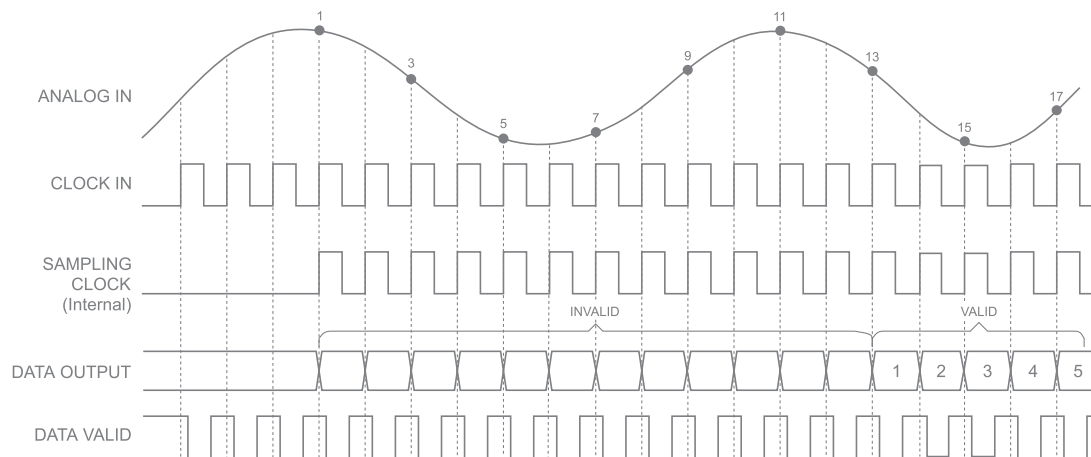 1
11
3
9
13
ANALOG IN
17
5
7
15
CLOCK IN
SAMPLING
CLOCK
(Internal)
INVALID
VALID
DATA OUTPUT
1 2 3 4 5
DATA VALID